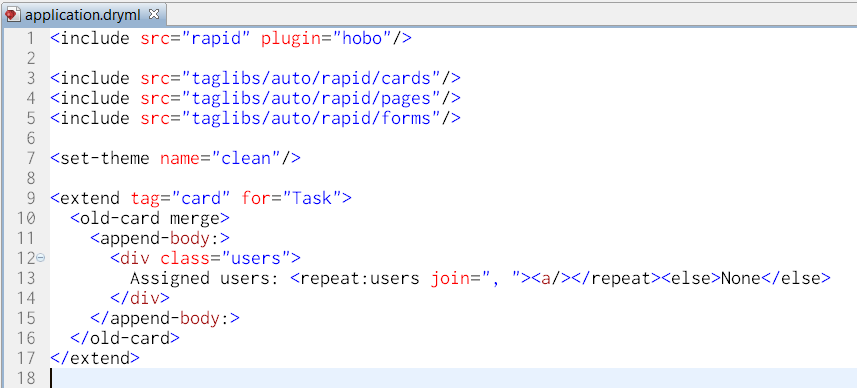 application.dryml
1 <include src="rapid" plugin="hobo"/>
2
3 <include src="taglibs/auto/rapid/cards"/>
4 <include src="taglibs/auto/rapid/pages"/>
5 <include src="taglibs/auto/rapid/forms"/>
6
7 <set-theme name="clean"/>
8
9 <extend tag="card" for="Task">
10   <old-card merge>
11     <append-body:>
12       <div class="users">
13         Assigned users: <repeat:users join=", "><a/></repeat><else>None</else>
14       </div>
15     </append-body:>
16   </old-card>
17 </extend>
18